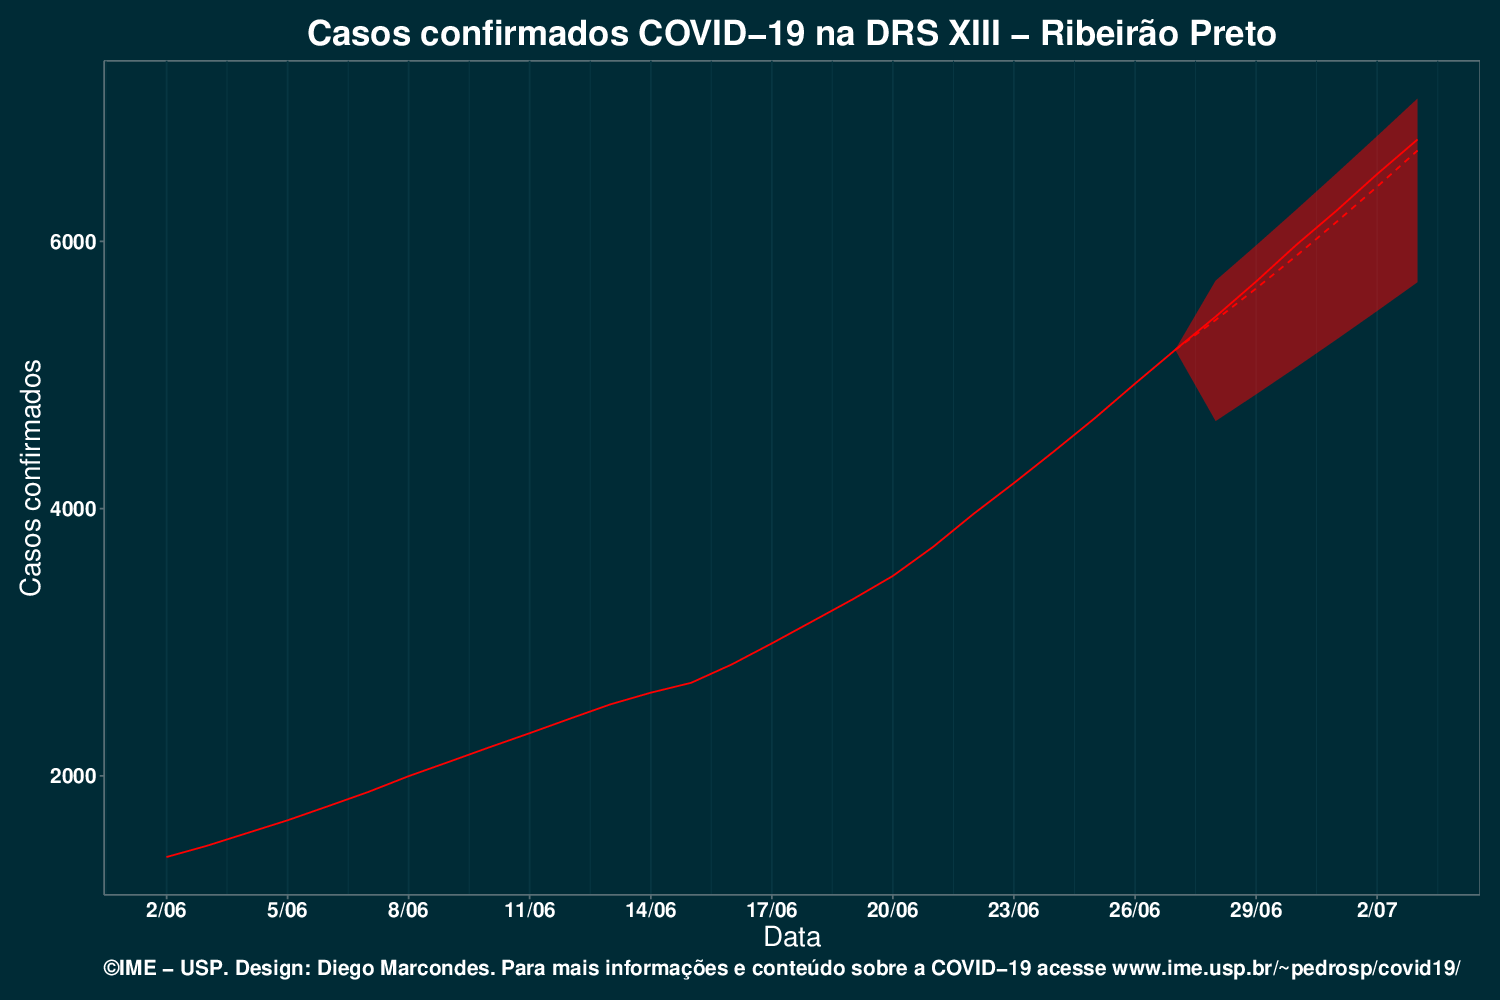 Casos confirmados COVID−19 na DRS XIII − Ribeirão Preto
Casos confirmados
6000
4000
2000
2/06 5/06 8/06 11/06 14/06 17/06 20/06 23/06 26/06 29/06 2/07
Data
©IME − USP. Design: Diego Marcondes. Para mais informações e conteúdo sobre a COVID−19 acesse www.ime.usp.br/~pedrosp/covid19/